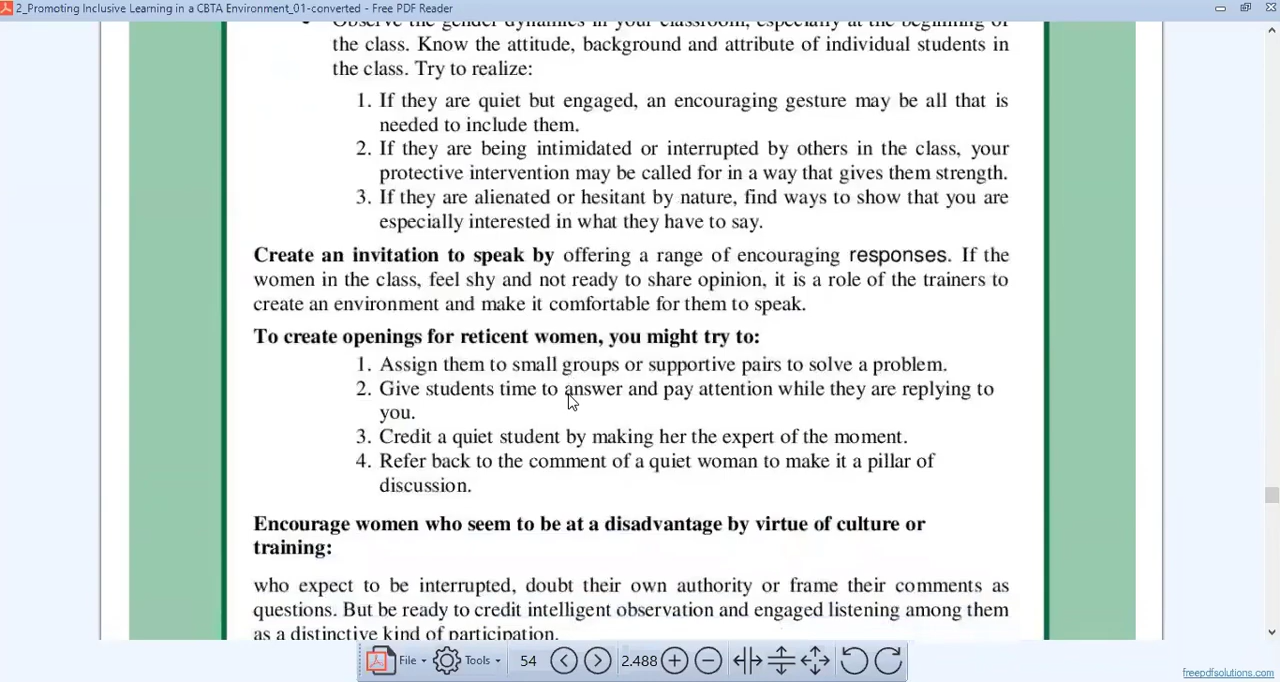 2_Promoting Inclusive Learning in a CBTA Environment_01-converted - Free PDF Reader
Observe the gender dynamics in your classroom, especially at the beginning of
the class. Know the attitude, background and attribute of individual students in
the class. Try to realize:
1. If they are quiet but engaged, an encouraging gesture may be all that is
needed to include them.
2. If they are being intimidated or interrupted by others in the class, your
protective intervention may be called for in a way that gives them strength.
3. If they are alienated or hesitant by nature, find ways to show that you are
especially interested in what they have to say.
Create an invitation to speak by offering a range of encouraging responses. If the
women in the class, feel shy and not ready to share opinion, it is a role of the trainers to
create an environment and make it comfortable for them to speak.
To create openings for reticent women, you might try to:
1. Assign them to small groups or supportive pairs to solve a problem.
2. Give students time to answer and pay attention while they are replying to
you.
3. Credit a quiet student by making her the expert of the moment.
4. Refer back to the comment of a quiet woman to make it a pillar of
discussion.
Encourage women who seem to be at a disadvantage by virtue of culture or
training:
who expect to be interrupted, doubt their own authority or frame their comments as
questions. But be ready to credit intelligent observation and engaged listening among them
as a distinctive kind of participation.
File Tools 54 2.488
freepdfsolutions.com